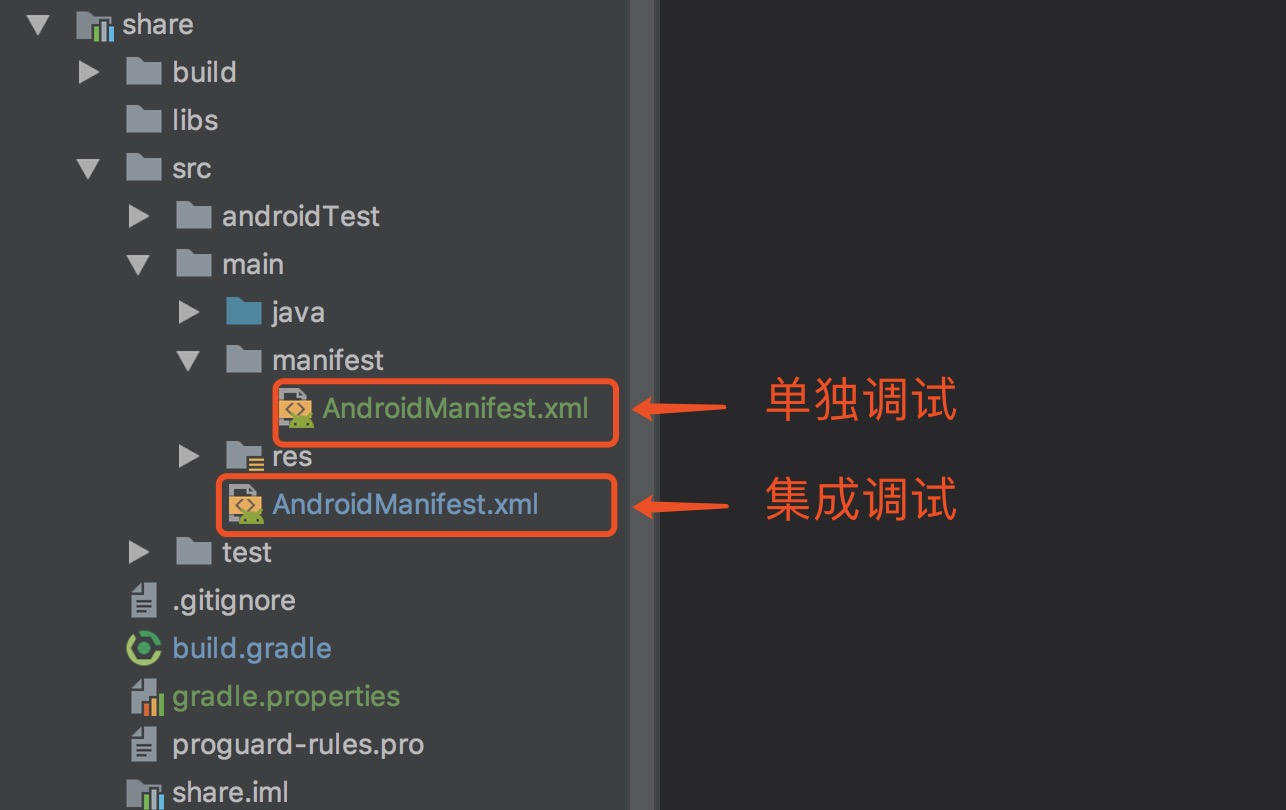 share
build
libs
src
androidTest
main
java
manifest
AndroidManifest.xml
单独调试
res
AndroidManifest.xml
集成调试
test
.gitignore
build.gradle
gradle.properties
proguard-rules.pro
share.iml